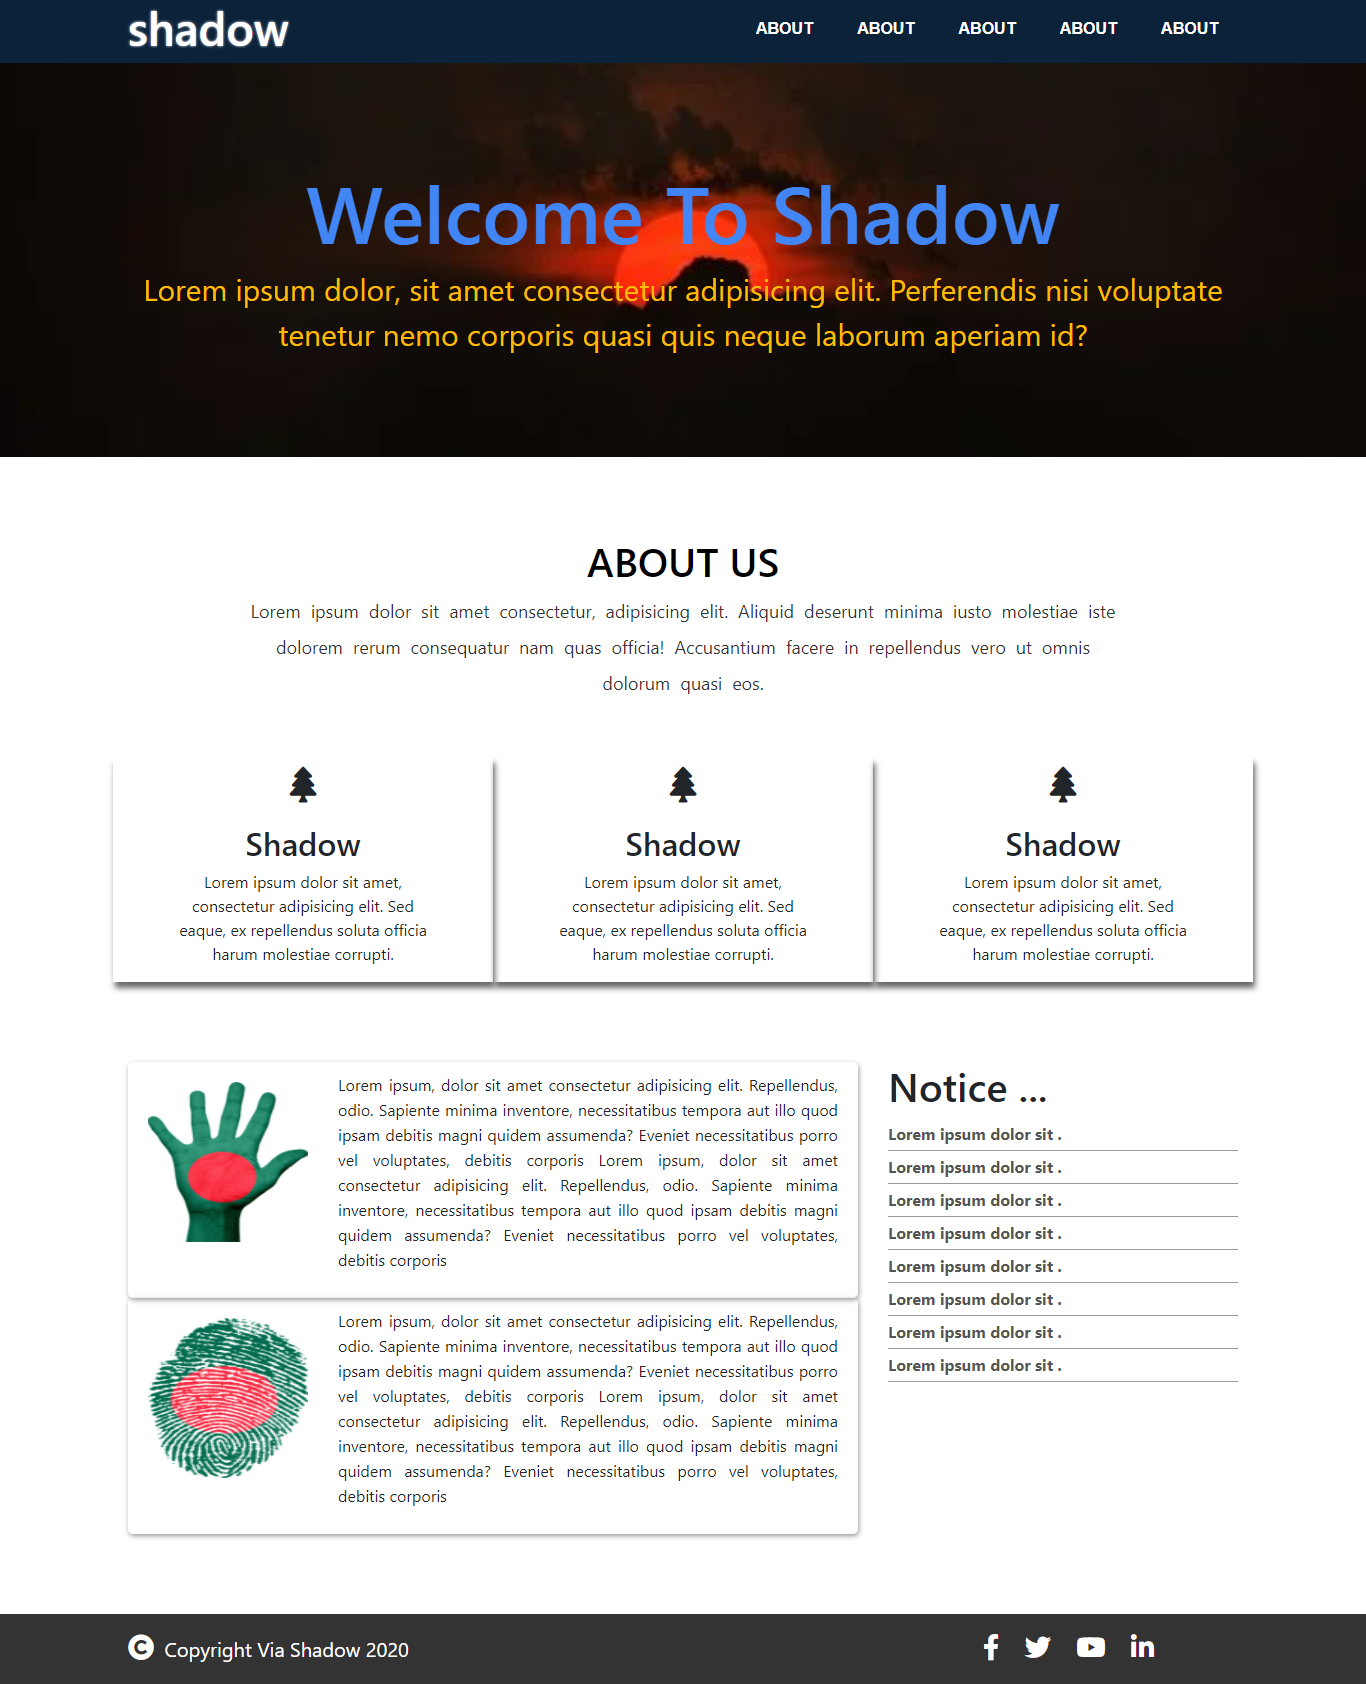 shadow
ABOUT ABOUT ABOUT ABOUT ABOUT
Welcome To Shadow
Lorem ipsum dolor, sit amet consectetur adipisicing elit. Perferendis nisi voluptate
tenetur nemo corporis quasi quis neque laborum aperiam id?
ABOUT US
Lorem ipsum dolor sit amet consectetur, adipisicing elit. Aliquid deserunt minima iusto molestiae iste
dolorem rerum consequatur nam quas officia! Accusantium facere in repellendus vero ut omnis
dolorum quasi eos.
Shadow
Lorem ipsum dolor sit amet,
consectetur adipisicing elit. Sed
eaque, ex repellendus soluta officia
harum molestiae corrupti.
Shadow
Lorem ipsum dolor sit amet,
consectetur adipisicing elit. Sed
eaque, ex repellendus soluta officia
harum molestiae corrupti.
Shadow
Lorem ipsum dolor sit amet,
consectetur adipisicing elit. Sed
eaque, ex repellendus soluta officia
harum molestiae corrupti.
Lorem ipsum, dolor sit amet consectetur adipisicing elit. Repellendus,
odio. Sapiente minima inventore, necessitatibus tempora aut illo quod
ipsam debitis magni quidem assumenda? Eveniet necessitatibus porro
vel voluptates, debitis corporis Lorem ipsum, dolor sit amet
consectetur adipisicing elit. Repellendus, odio. Sapiente minima
inventore, necessitatibus tempora aut illo quod ipsam debitis magni
quidem assumenda? Eveniet necessitatibus porro vel voluptates,
debitis corporis
Lorem ipsum, dolor sit amet consectetur adipisicing elit. Repellendus,
odio. Sapiente minima inventore, necessitatibus tempora aut illo quod
ipsam debitis magni quidem assumenda? Eveniet necessitatibus porro
vel voluptates, debitis corporis Lorem ipsum, dolor sit amet
consectetur adipisicing elit. Repellendus, odio. Sapiente minima
inventore, necessitatibus tempora aut illo quod ipsam debitis magni
quidem assumenda? Eveniet necessitatibus porro vel voluptates,
debitis corporis
Notice ...
Lorem ipsum dolor sit .
Lorem ipsum dolor sit .
Lorem ipsum dolor sit .
Lorem ipsum dolor sit .
Lorem ipsum dolor sit .
Lorem ipsum dolor sit .
Lorem ipsum dolor sit .
Lorem ipsum dolor sit .
Copyright Via Shadow 2020